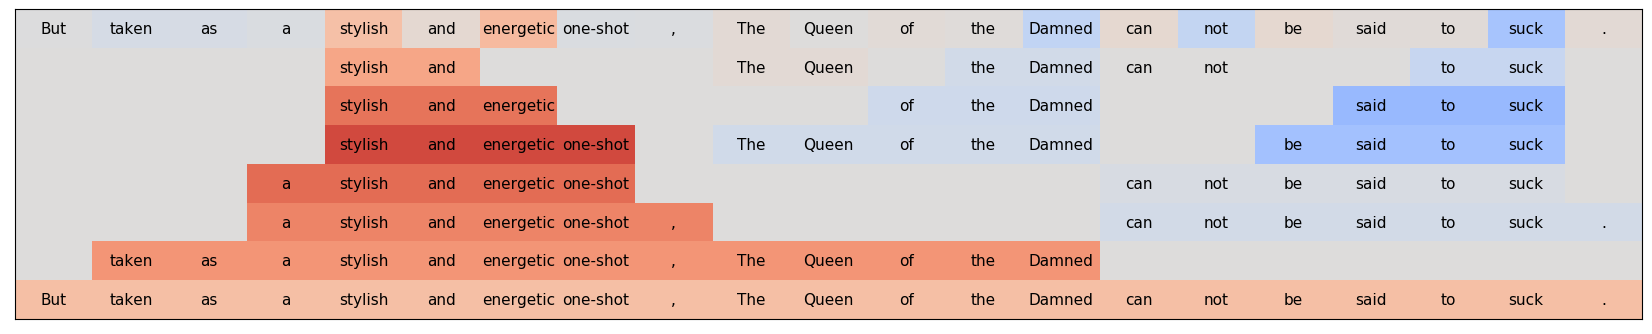 But taken as a stylish and energetic one-shot , The Queen of the Damned can not be said to suck .
stylish and The Queen the Damned can not to suck
stylish and energetic of the Damned said to suck
stylish and energetic one-shot The Queen of the Damned be said to suck
a stylish and energetic one-shot can not be said to suck
a stylish and energetic one-shot , can not be said to suck .
taken as a stylish and energetic one-shot , The Queen of the Damned
But taken as a stylish and energetic one-shot , The Queen of the Damned can not be said to suck .